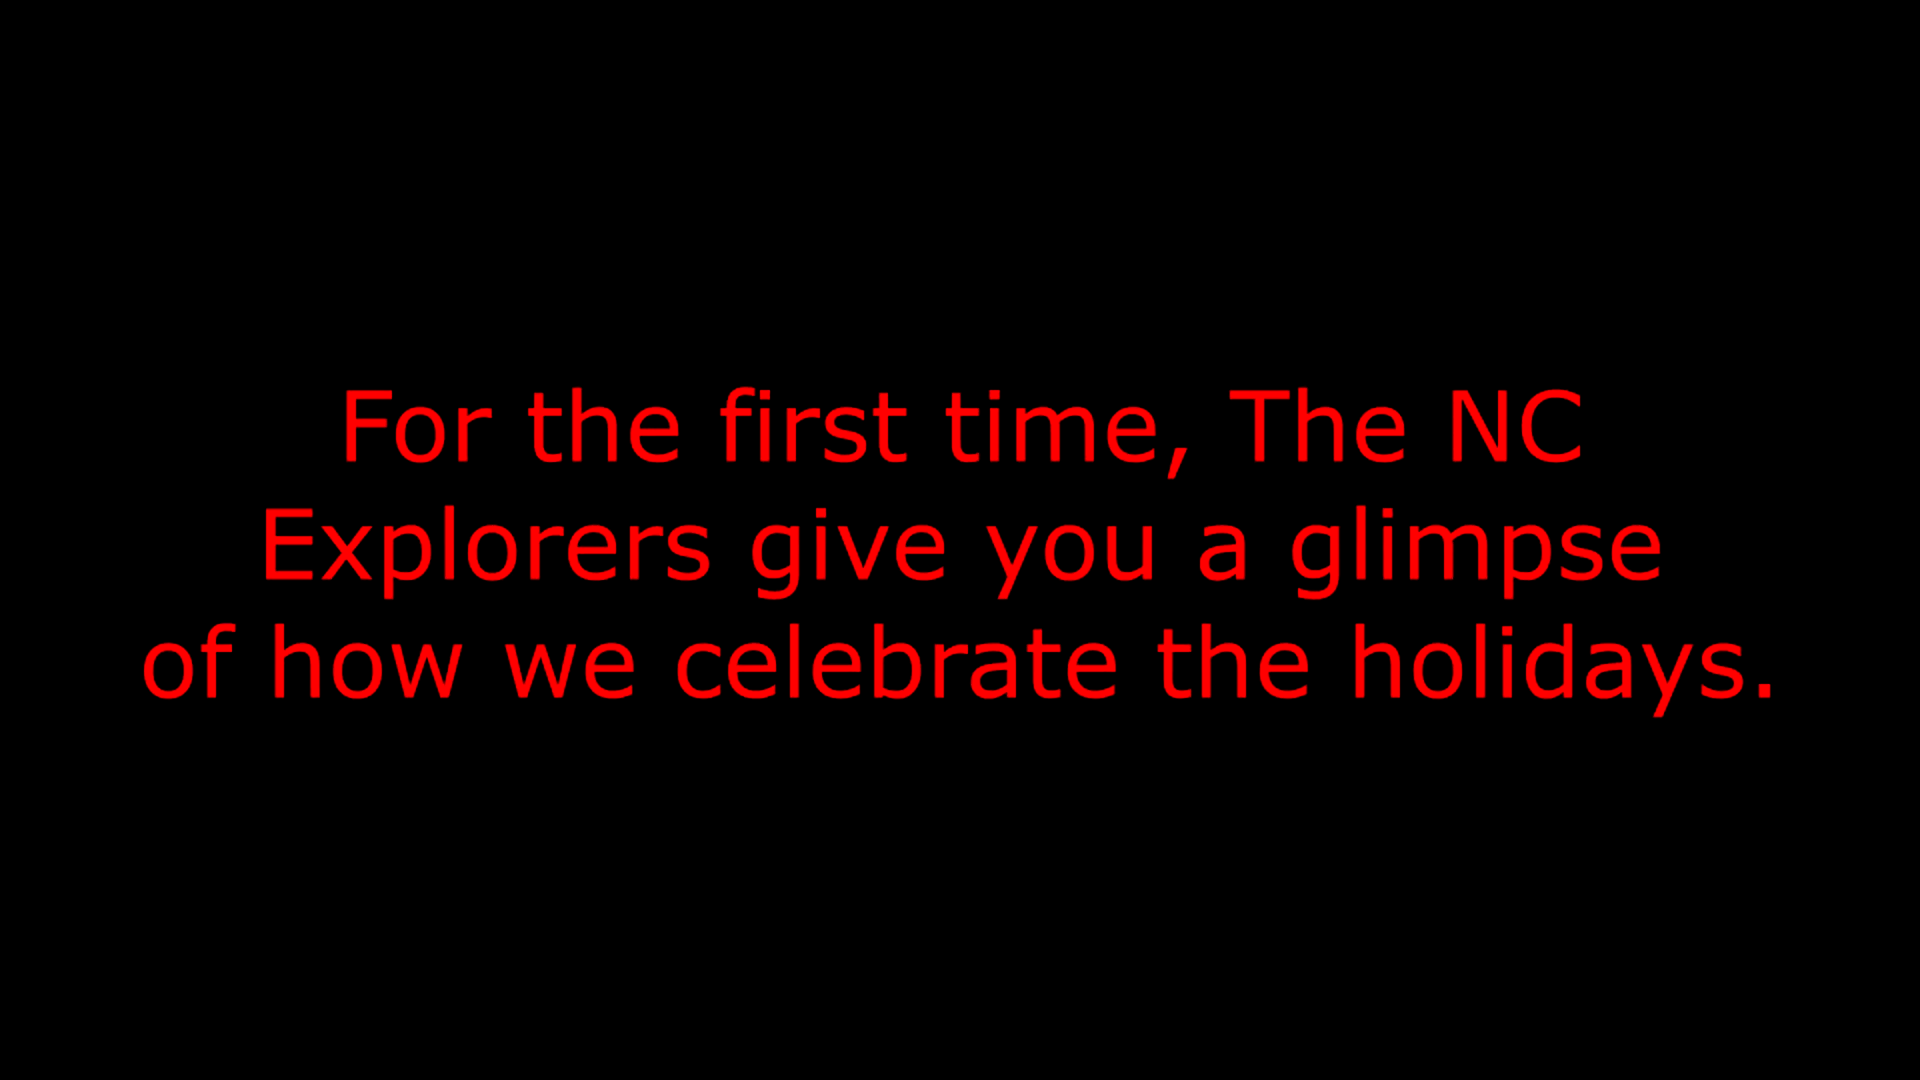 For the first time, The NC
Explorers give you a glimpse
of how we celebrate the holidays.